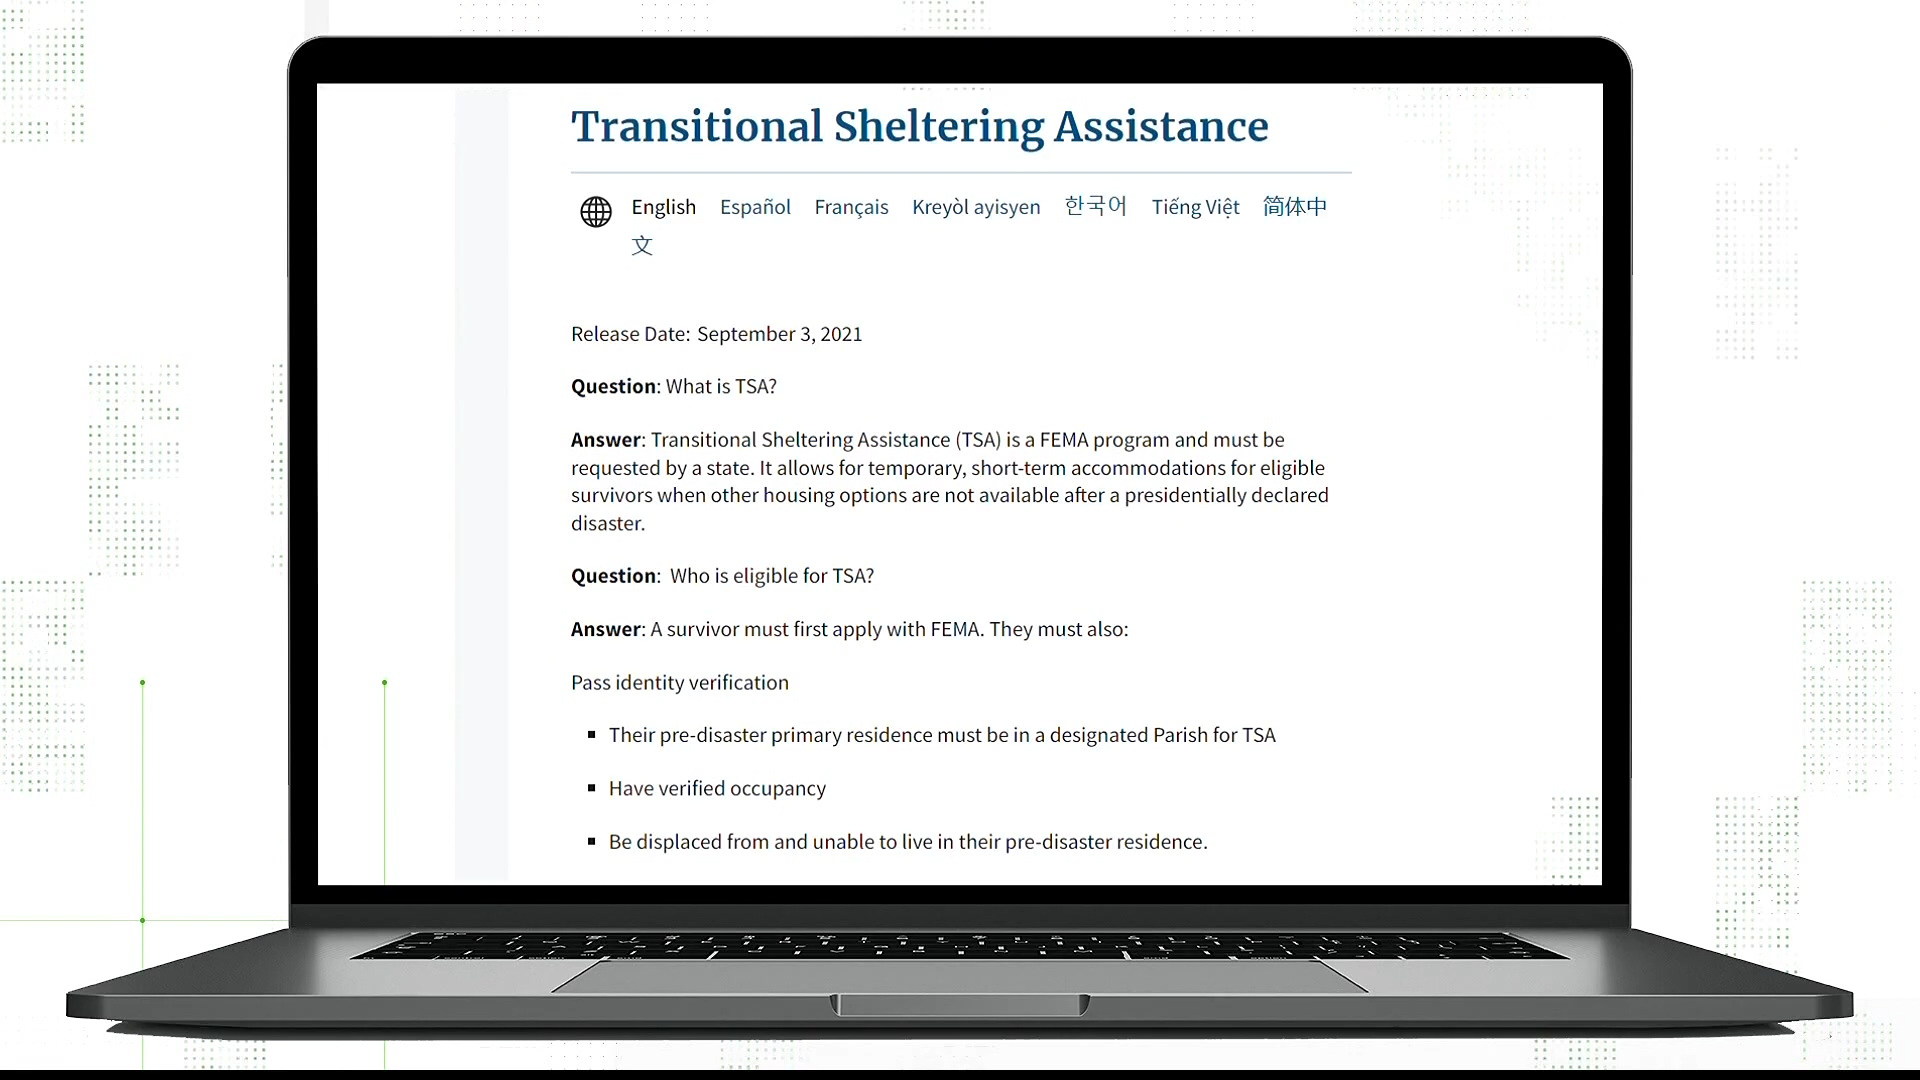 Transitional Sheltering Assistance
English Español Français Kreyòl ayisyen 한국어 Tiếng Việt 简体中
文
Release Date: September 3, 2021
Question: What is TSA?
Answer: Transitional Sheltering Assistance (TSA) is a FEMA program and must be
requested by a state. It allows for temporary, short-term accommodations for eligible
survivors when other housing options are not available after a presidentially declared
disaster.
Question: Who is eligible for TSA?
Answer: A survivor must first apply with FEMA. They must also:
Pass identity verification
▪ Their pre-disaster primary residence must be in a designated Parish for TSA
▪ Have verified occupancy
▪ Be displaced from and unable to live in their pre-disaster residence.